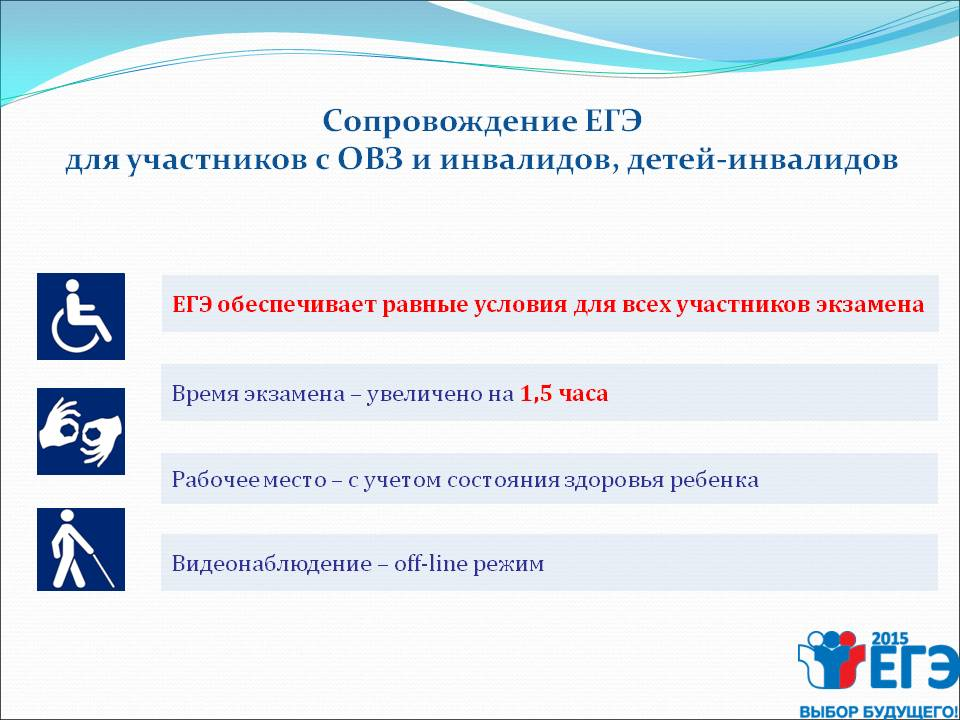 Сопровождение ЕГЭ
для участников с ОВЗ и инвалидов, детей-инвалидов
ЕГЭ обеспечивает равные условия для всех участников экзамена
Время экзамена – увеличено на 1,5 часа
Рабочее место – с учетом состояния здоровья ребенка
Видеонаблюдение – off-line режим
2015
ЕГЭ
ВЫБОР БУДУЩЕГО!